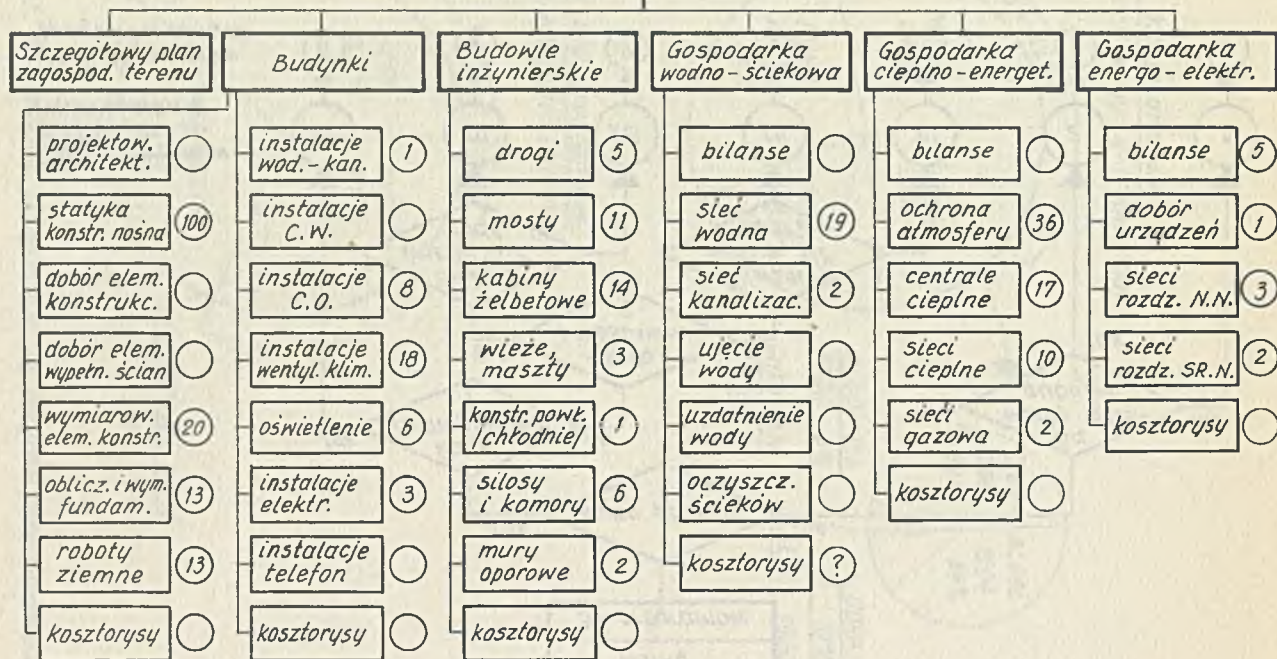 Szczegółowy plan
zagospod. terenu
projektow.
architekt.
statyka
konstr. nośna
100
dobór elem.
konstrukc.
dobór elem.
wypełn. ścian
wymiarow.
elem. konstr.
20
oblicz. i wym.
fundam.
13
roboty
ziemne
13
kosztorysy
Budynki
instalacje
wod.-kan.
1
instalacje
C.W.
instalacje
C.O.
8
instalacje
wentyl. klim.
18
oświetlenie
6
instalacje
elektr.
3
instalacje
telefon
kosztorysy
Budowle
inżynierskie
drogi
5
mosty
11
kabiny
żelbetowe
14
wieże,
maszty
3
konstr. powł.
/chłodnie/
1
silosy
i komory
6
mury
oporowe
2
kosztorysy
Gospodarka
wodno-ściekowa
bilanse
sieć
wodna
19
sieć
kanalizac.
2
ujęcie
wody
uzdatnienie
wody
oczyszcz.
ścieków
kosztorysy
?
Gospodarka
cieplno-energet.
bilanse
ochrona
atmosfery
36
centrale
cieplne
17
sieci
cieplne
10
sieći
gazowa
2
kosztorysy
Gospodarka
energo-elektr.
bilanse
5
dobór
urządzeń
1
sieci
rozdz. N.N.
3
sieci
rozdz. SR.N.
2
kosztorysy